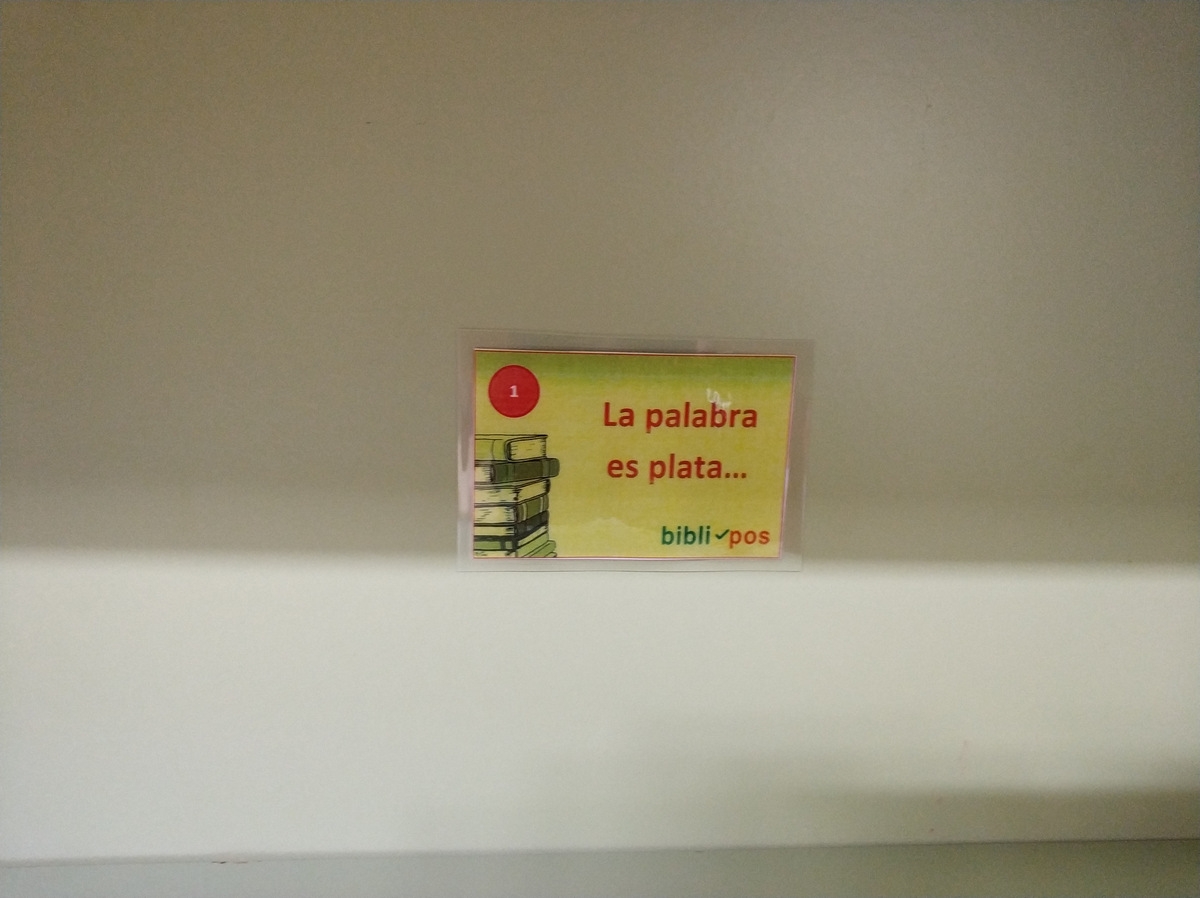 1
La palabra
es plata...
bibli✓pos